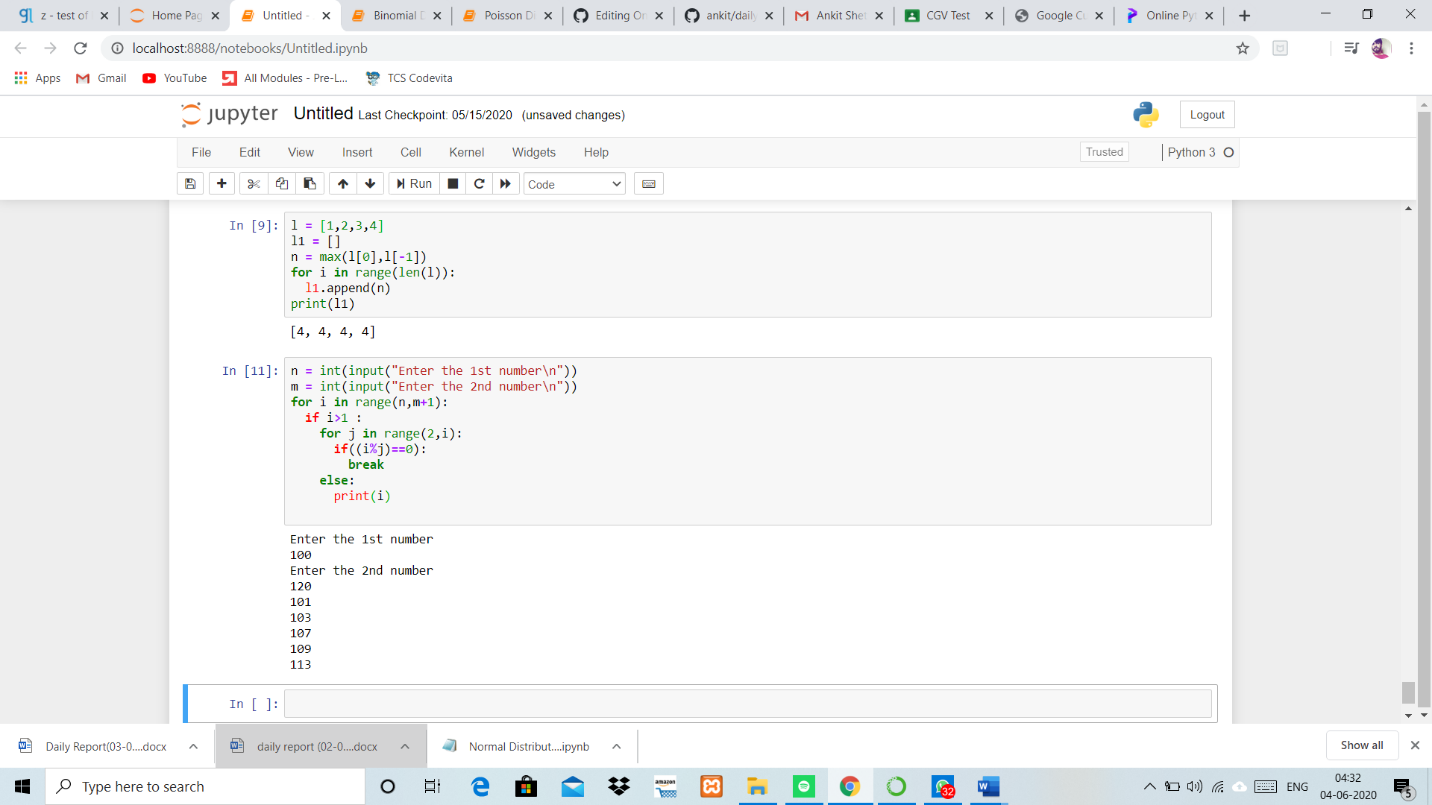 z - test of
Home Pag
Untitled -
Binomial D
Poisson Di
Editing On
ankit/daily
Ankit Shet
CGV Test
Google Co
Online Pyt
localhost:8888/notebooks/Untitled.ipynb
Apps
Gmail
YouTube
All Modules - Pre-L...
TCS Codevita
jupyter Untitled Last Checkpoint: 05/15/2020 (unsaved changes)
Logout
File Edit View Insert Cell Kernel Widgets Help
Trusted
Python 3
Run
Code
In [9]:
l = [1,2,3,4]
l1 = []
n = max(l[0],l[-1])
for i in range(len(l)):
  l1.append(n)
print(l1)
[4, 4, 4, 4]
In [11]:
n = int(input("Enter the 1st number\n"))
m = int(input("Enter the 2nd number\n"))
for i in range(n,m+1):
  if i>1 :
    for j in range(2,i):
      if((i%j)==0):
        break
    else:
      print(i)
Enter the 1st number
100
Enter the 2nd number
120
101
103
107
109
113
In [ ]:
Daily Report(03-0....docx
daily report (02-0....docx
Normal Distribut....ipynb
Show all
Type here to search
amazon
32
ENG
04:32
04-06-2020
5